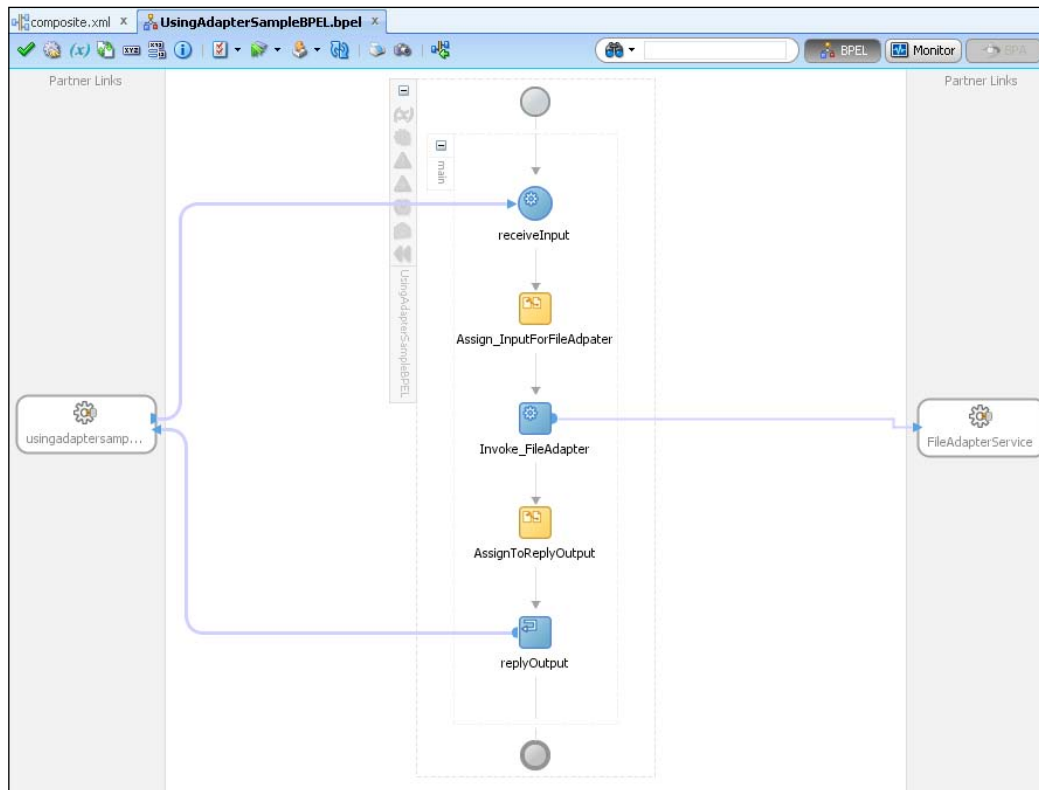 composite.xml x UsingAdapterSampleBPEL.bpel x
(x) XYZ BPEL Monitor BPA
Partner Links
Partner Links
(x)
main
receiveInput
UsingAdapterSampleBPEL
Assign_InputForFileAdpater
usingadaptersamp...
Invoke_FileAdapter
FileAdapterService
AssignToReplyOutput
replyOutput